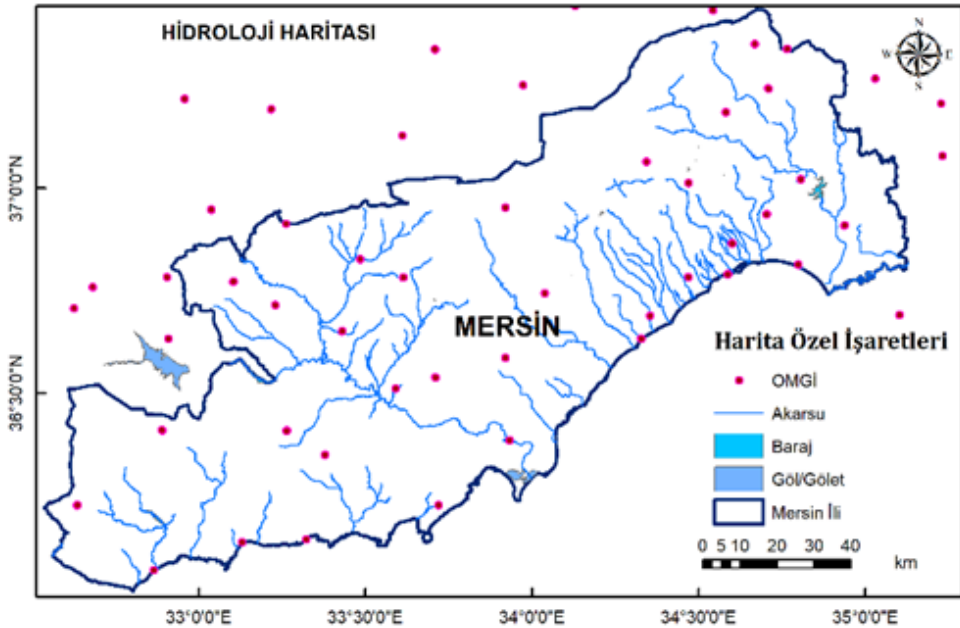 HİDROLOJİ HARİTASI
N
W E
S
37°0'0"N
36°30'0"N
MERSİN
Harita Özel İşaretleri
OMGİ
Akarsu
Baraj
Göl/Gölet
Mersin İli
0 5 10 20 30 40
km
33°0'0"E 33°30'0"E 34°0'0"E 34°30'0"E 35°0'0"E